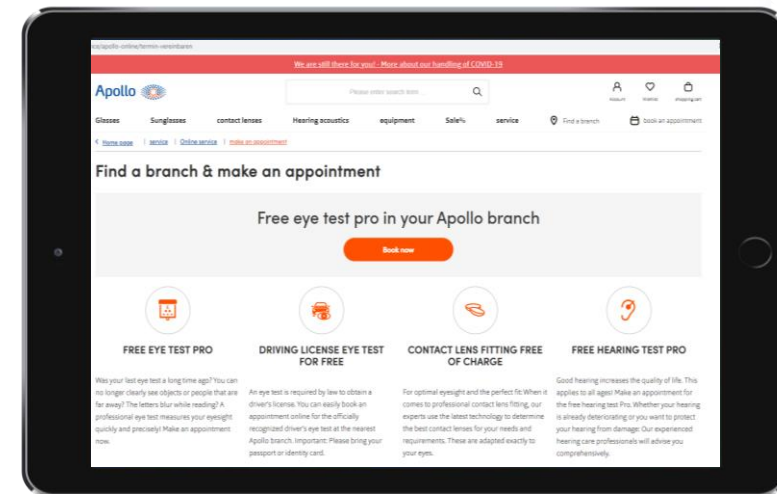 ice/apollo-online/termin-vereinbaren
We are still there for you! - More about our handling of COVID-19
Apollo
Please enter search item ...
Account
shopping cart
Glasses Sunglasses contact lenses Hearing acoustics equipment Sale% service Find a branch book an appointment
Home page | service | Online service | make an appointment
Find a branch & make an appointment
Free eye test pro in your Apollo branch
Book now
FREE EYE TEST PRO
Was your last eye test a long time ago? You can
no longer clearly see objects or people that are
far away? The letters blur while reading? A
professional eye test measures your eyesight
quickly and precisely! Make an appointment
now.
DRIVING LICENSE EYE TEST
FOR FREE
An eye test is required by law to obtain a
driver's license. You can easily book an
appointment online for the officially
recognized driver's eye test at the nearest
Apollo branch. Important: Please bring your
passport or identity card.
CONTACT LENS FITTING FREE
OF CHARGE
For optimal eyesight and the perfect fit: When it
comes to professional contact lens fitting, our
experts use the latest technology to determine
the best contact lenses for your needs and
requirements. These are adapted exactly to
your eyes.
FREE HEARING TEST PRO
Good hearing increases the quality of life. This
applies to all ages! Make an appointment for
the free hearing test Pro. Whether your hearing
is already deteriorating or you want to protect
your hearing from damage: Our experienced
hearing care professionals will advise you
comprehensively.